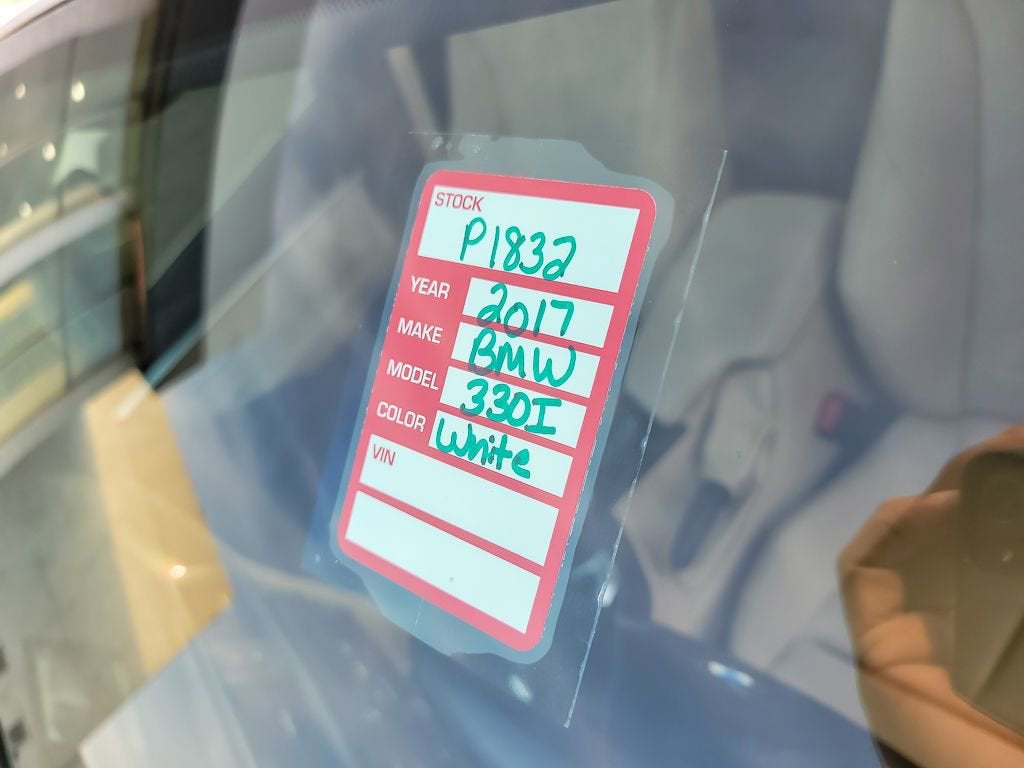 STOCK
P1832
YEAR 2017
MAKE BMW
MODEL 330I
COLOR White
VIN